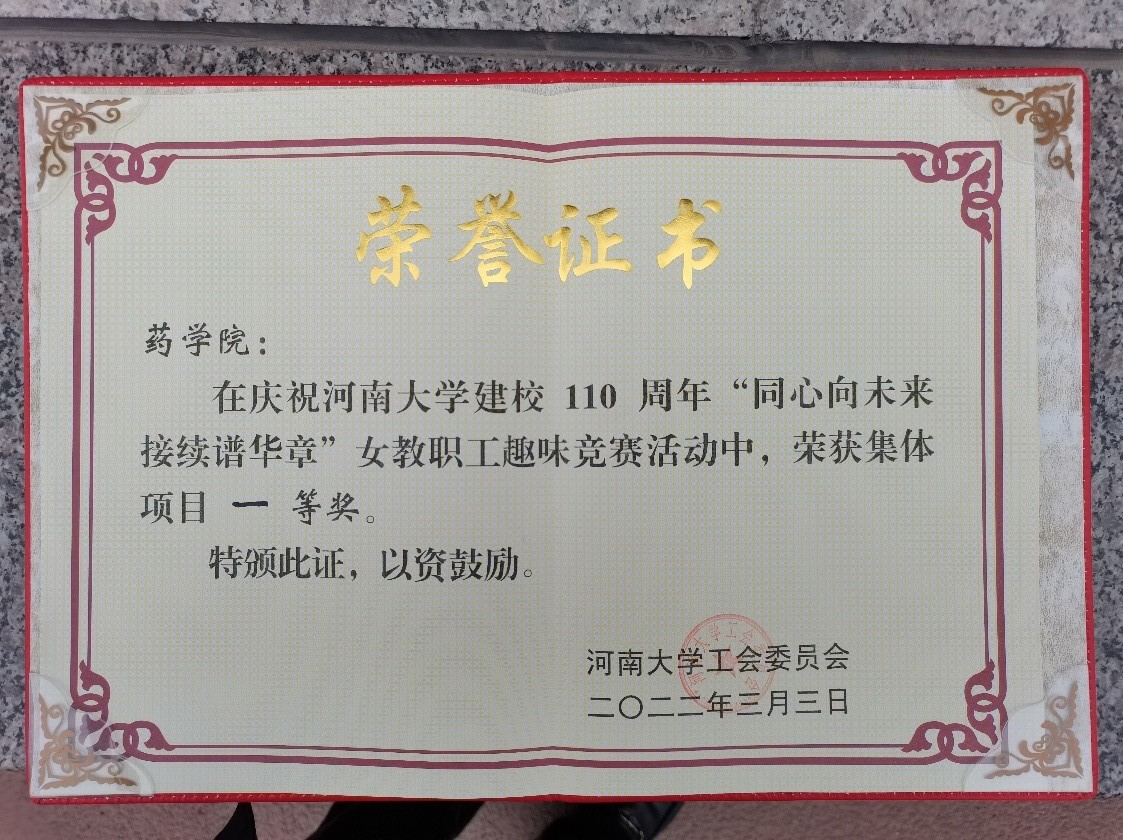 荣誉证书
药学院：
在庆祝河南大学建校 110 周年“同心向未来
接续谱华章”女教职工趣味竞赛活动中，荣获集体
项目 一 等奖。
特颁此证，以资鼓励。
河南大学工会委员会
二〇二二年三月三日